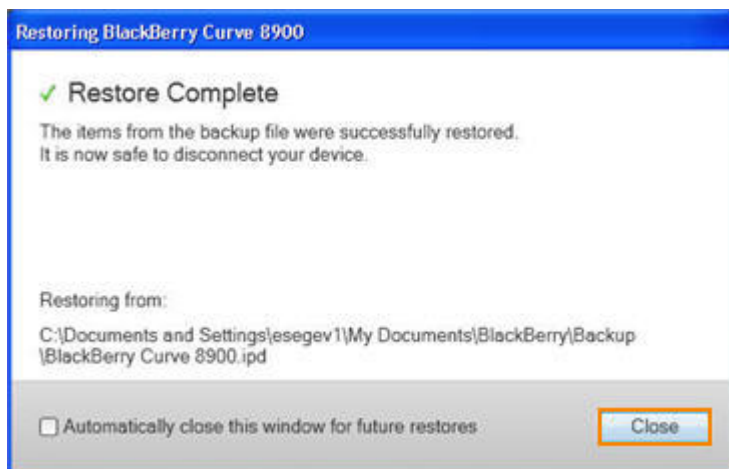 Restoring BlackBerry Curve 8900
Restore Complete
The items from the backup file were successfully restored.
It is now safe to disconnect your device.
Restoring from:
C:\Documents and Settings\esegev1\My Documents\BlackBerry\Backup
\BlackBerry Curve 8900.ipd
Automatically close this window for future restores
Close